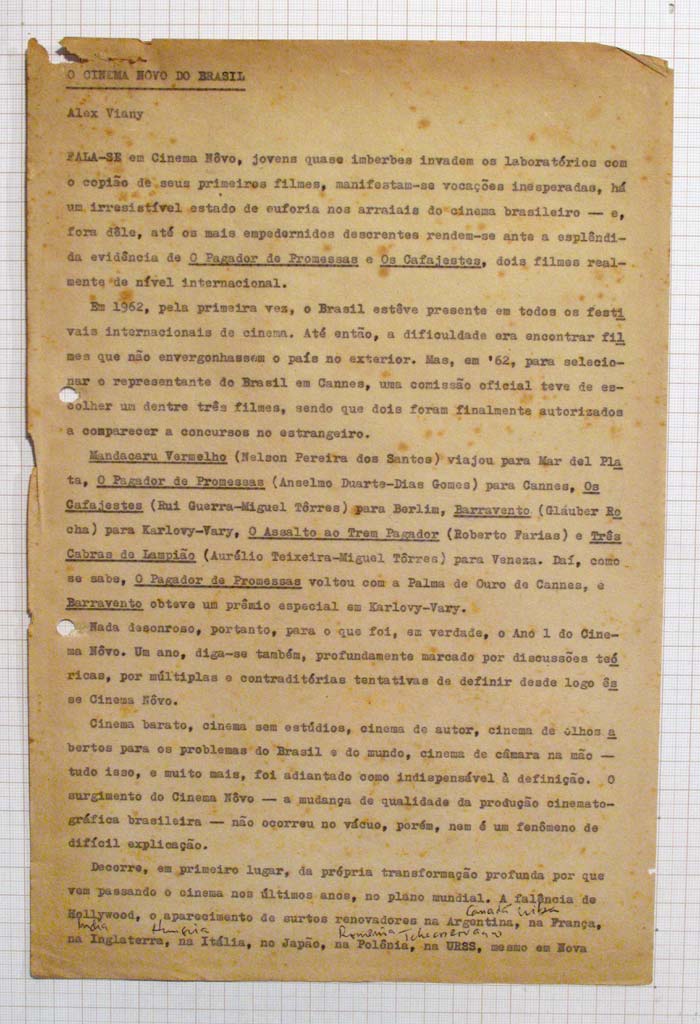 O CINEMA NÔVO DO BRASIL
Alex Viany
FALA-SE em Cinema Nôvo, jovens quase imberbes invadem os laboratórios com
o copião de seus primeiros filmes, manifestam-se vocações inesperadas, há
um irresistível estado de euforia nos arraiais do cinema brasileiro — e,
fora dêle, até os mais empedernidos descrentes rendem-se ante a esplêndi-
da evidência de O Pagador de Promessas e Os Cafajestes, dois filmes real-
mente de nível internacional.
Em 1962, pela primeira vez, o Brasil estêve presente em todos os festi
vais internacionais de cinema. Até então, a dificuldade era encontrar fil
mes que não envergonhassem o país no exterior. Mas, em '62, para selecio-
nar o representante do Brasil em Cannes, uma comissão oficial teve de es-
colher um dentre três filmes, sendo que dois foram finalmente autorizados
a comparecer a concursos no estrangeiro.
Mandacaru Vermelho (Nelson Pereira dos Santos) viajou para Mar del Pla
ta, O Pagador de Promessas (Anselmo Duarte-Dias Gomes) para Cannes, Os
Cafajestes (Rui Guerra-Miguel Tôrres) para Berlim, Barravento (Gláuber Ro
cha) para Karlovy-Vary, O Assalto ao Trem Pagador (Roberto Farias) e Três
Cabras de Lampião (Aurélio Teixeira-Miguel Tôrres) para Veneza. Daí, como
se sabe, O Pagador de Promessas voltou com a Palma de Ouro de Cannes, e
Barravento obteve um prêmio especial em Karlovy-Vary.
Nada desonroso, portanto, para o que foi, em verdade, o Ano 1 do Cine-
ma Nôvo. Um ano, diga-se também, profundamente marcado por discussões teó
ricas, por múltiplas e contraditórias tentativas de definir desde logo ês
se Cinema Nôvo.
Cinema barato, cinema sem estúdios, cinema de autor, cinema de olhos a
bertos para os problemas do Brasil e do mundo, cinema de câmara na mão —
tudo isso, e muito mais, foi adiantado como indispensável à definição. O
surgimento do Cinema Nôvo — a mudança de qualidade da produção cinemato-
gráfica brasileira — não ocorreu no vácuo, porém, nem é um fenômeno de
difícil explicação.
Decorre, em primeiro lugar, da própria transformação profunda por que
vem passando o cinema nos últimos anos, no plano mundial. A falência de
Canadá Cuba
Hollywood, o aparecimento de surtos renovadores na Argentina, na França,
India Hungria Romênia
na Inglaterra, na Itália, no Japão, na Polônia, na URSS, mesmo em Nova